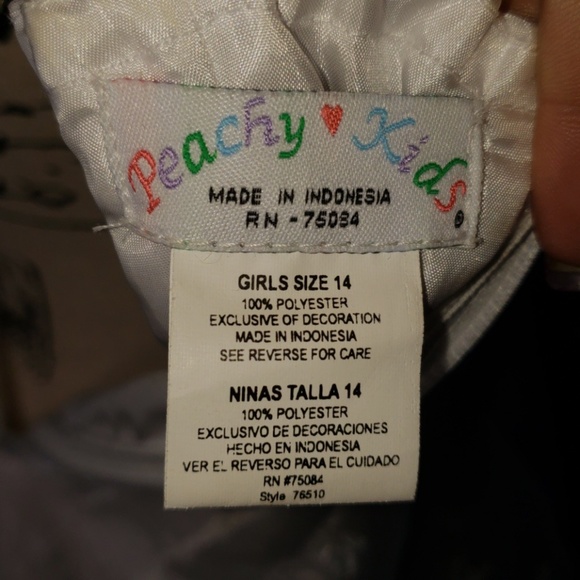 Peachy ♥ Kids ®
MADE IN INDONESIA
RN - 75084
GIRLS SIZE 14
100% POLYESTER
EXCLUSIVE OF DECORATION
MADE IN INDONESIA
SEE REVERSE FOR CARE
NINAS TALLA 14
100% POLYESTER
EXCLUSIVO DE DECORACIONES
HECHO EN INDONESIA
VER EL REVERSO PARA EL CUIDADO
RN #75084
Style 76510